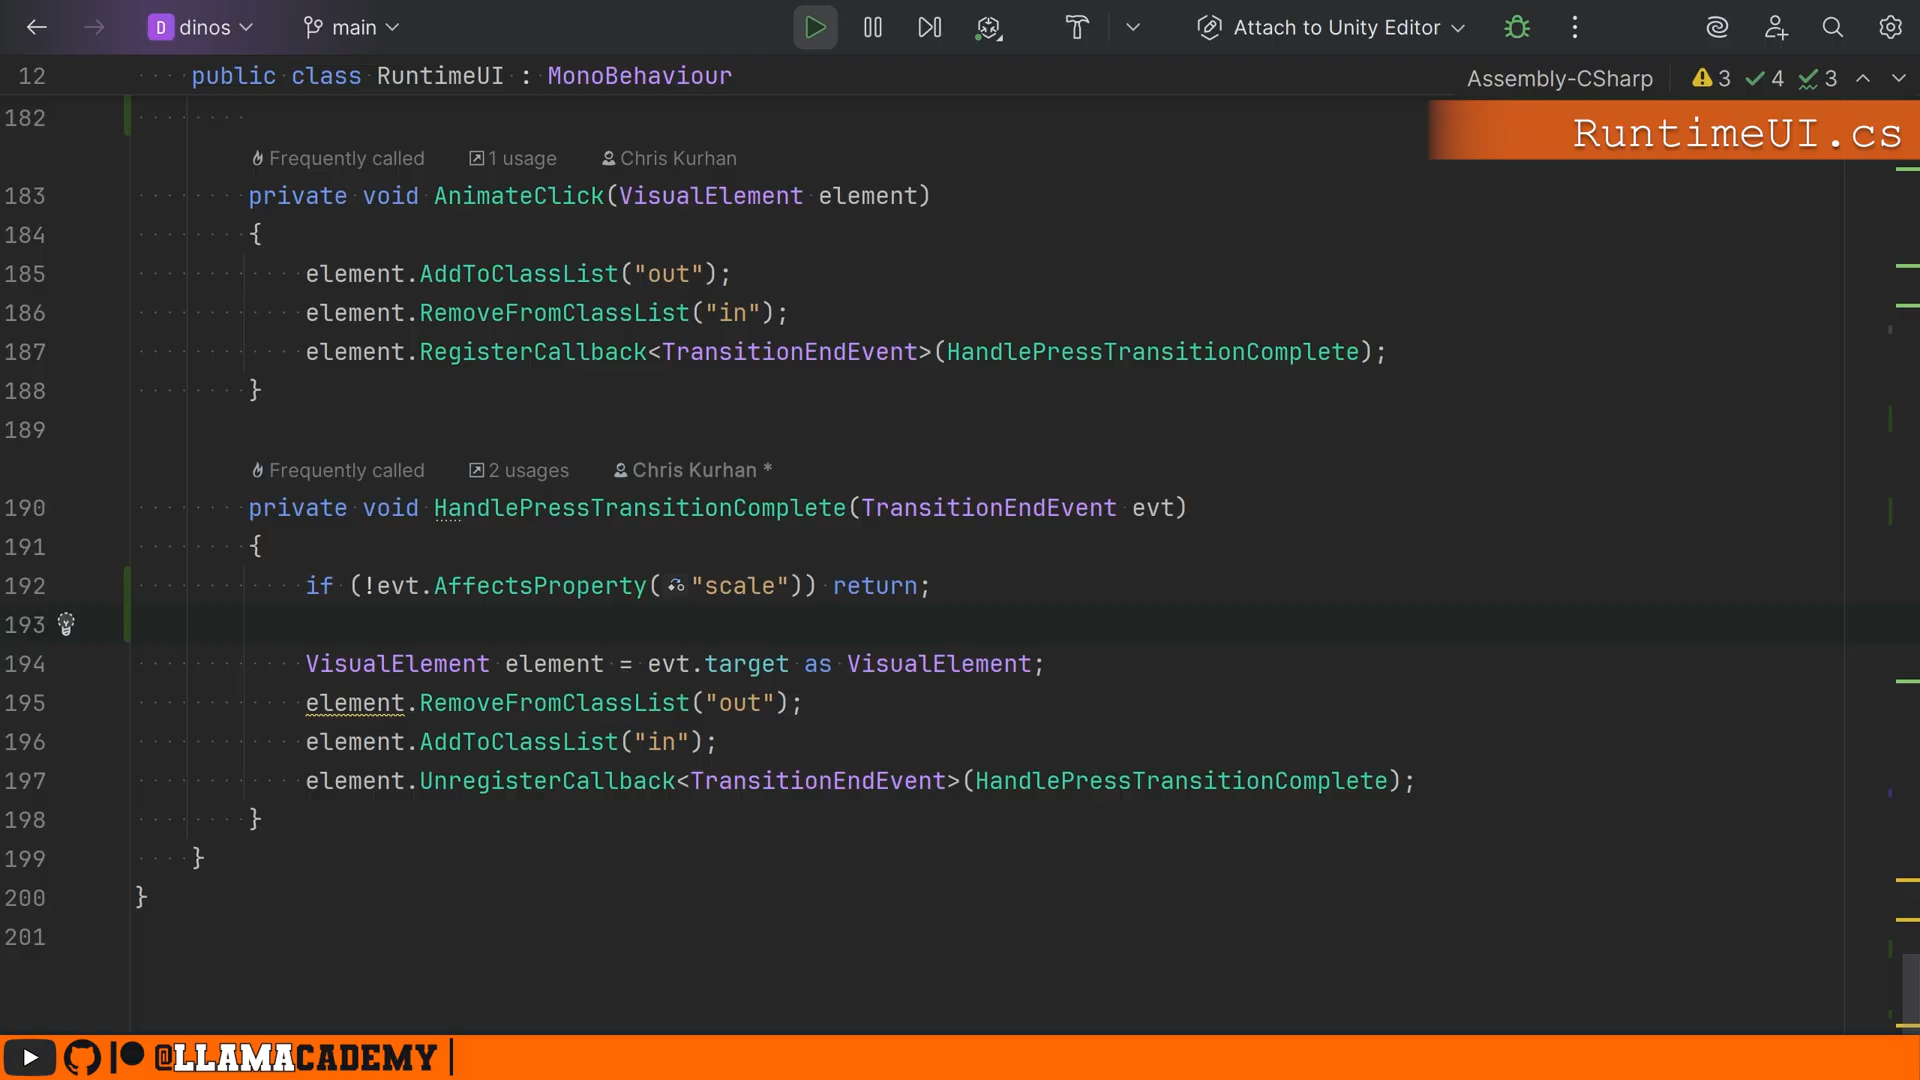 D dinos main Attach to Unity Editor
12 public class RuntimeUI : MonoBehaviour Assembly-CSharp 3 4 3
RuntimeUI.cs
182
Frequently called 1 usage Chris Kurhan
183 private void AnimateClick(VisualElement element)
184 {
185 element.AddToClassList("out");
186 element.RemoveFromClassList("in");
187 element.RegisterCallback<TransitionEndEvent>(HandlePressTransitionComplete);
188 }
189
Frequently called 2 usages Chris Kurhan *
190 private void HandlePressTransitionComplete(TransitionEndEvent evt)
191 {
192 if (!evt.AffectsProperty("scale")) return;
193
194 VisualElement element = evt.target as VisualElement;
195 element.RemoveFromClassList("out");
196 element.AddToClassList("in");
197 element.UnregisterCallback<TransitionEndEvent>(HandlePressTransitionComplete);
198 }
199 }
200 }
201
@LLAMACADEMY |